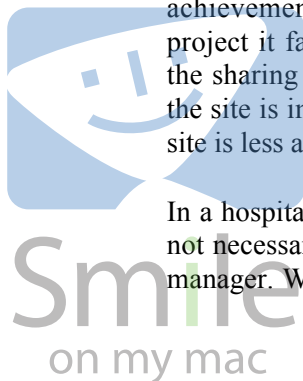 achievemen
project it fa
the sharing
the site is in
site is less a
In a hospita
not necessa
manager. W
Smile
on my mac